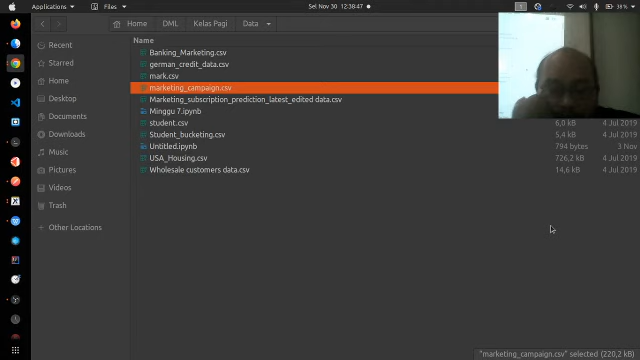 Applications ▾ Files ▾ Sel Nov 30 12:38:47 1 38%
Home DML Kelas Pagi Data
Name
Recent
Starred
Home
Desktop
Documents
Downloads
Music
Pictures
Videos
Trash
+ Other Locations
Banking_Marketing.csv
german_credit_data.csv
mark.csv
marketing_campaign.csv
Marketing_subscription_prediction_latest_edited data.csv
Minggu 7.ipynb
student.csv 6,0 kB 4 Jul 2019
Student_bucketing.csv 5,4 kB 4 Jul 2019
Untitled.ipynb 794 bytes 3 Nov
USA_Housing.csv 726,2 kB 4 Jul 2019
Wholesale customers data.csv 14,6 kB 4 Jul 2019
"marketing_campaign.csv" selected (220,2 kB)